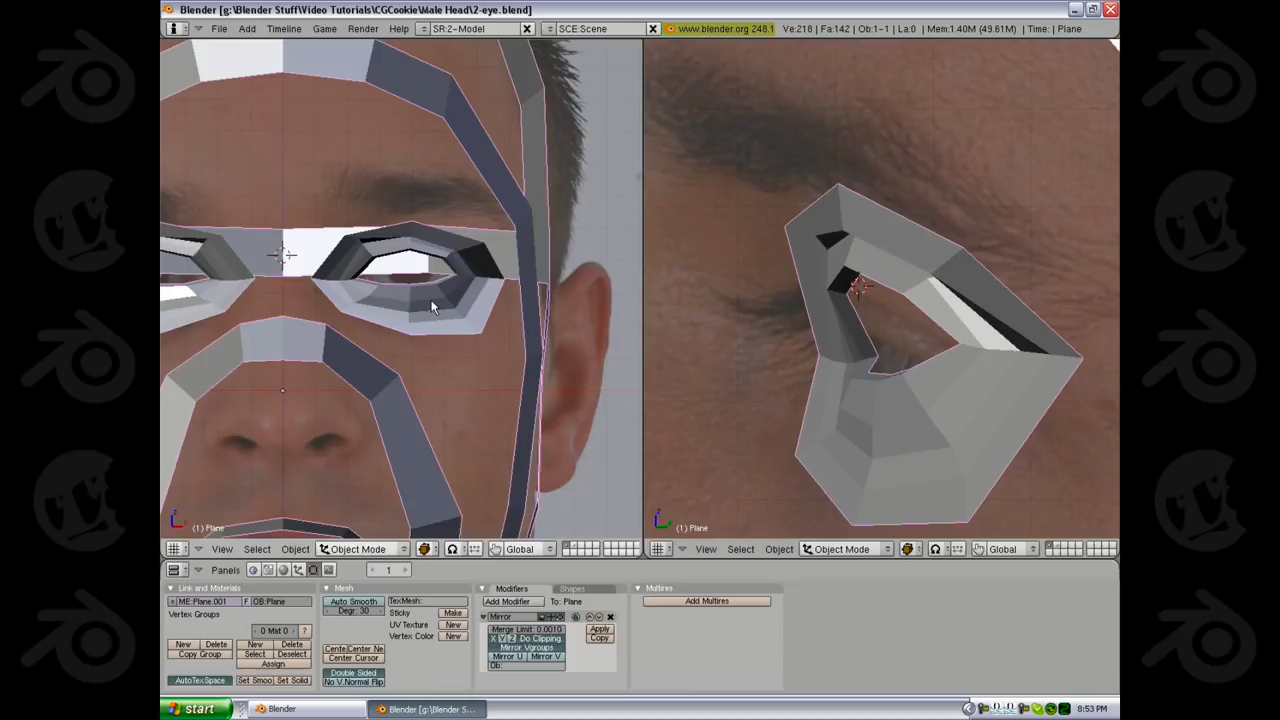 Blender [g:\Blender Stuff\Video Tutorials\CGCookie\Male Head\2-eye.blend]
File Add Timeline Game Render Help SR:2-Model SCE:Scene www.blender.org 248.1 Ve:218 | Fa:142 | Ob:1-1 | La:0 | Mem:1.40M (49.61M) | Time: | Plane
(1) Plane (1) Plane
View Select Object Object Mode Global View Select Object Object Mode Global
Panels 1
Link and Materials Mesh Modifiers Shapes Multires
ME:Plane.001 F OB:Plane Auto Smooth TexMesh: Add Modifier To: Plane Add Multires
Degr: 30
Vertex Groups Sticky Make Mirror
UV Texture New Merge Limit: 0.0010 Apply
0 Mat 0 ? Vertex Color New X Y Z Do Clipping Copy
New Delete New Delete Mirror Vgroups
Copy Group Select Deselect Cente Center Ne Mirror U Mirror V
Assign Center Cursor Ob:
Double Sided
AutoTexSpace Set Smoo Set Solid No V.Normal Flip
start Blender Blender [g:\Blender S... 8:53 PM